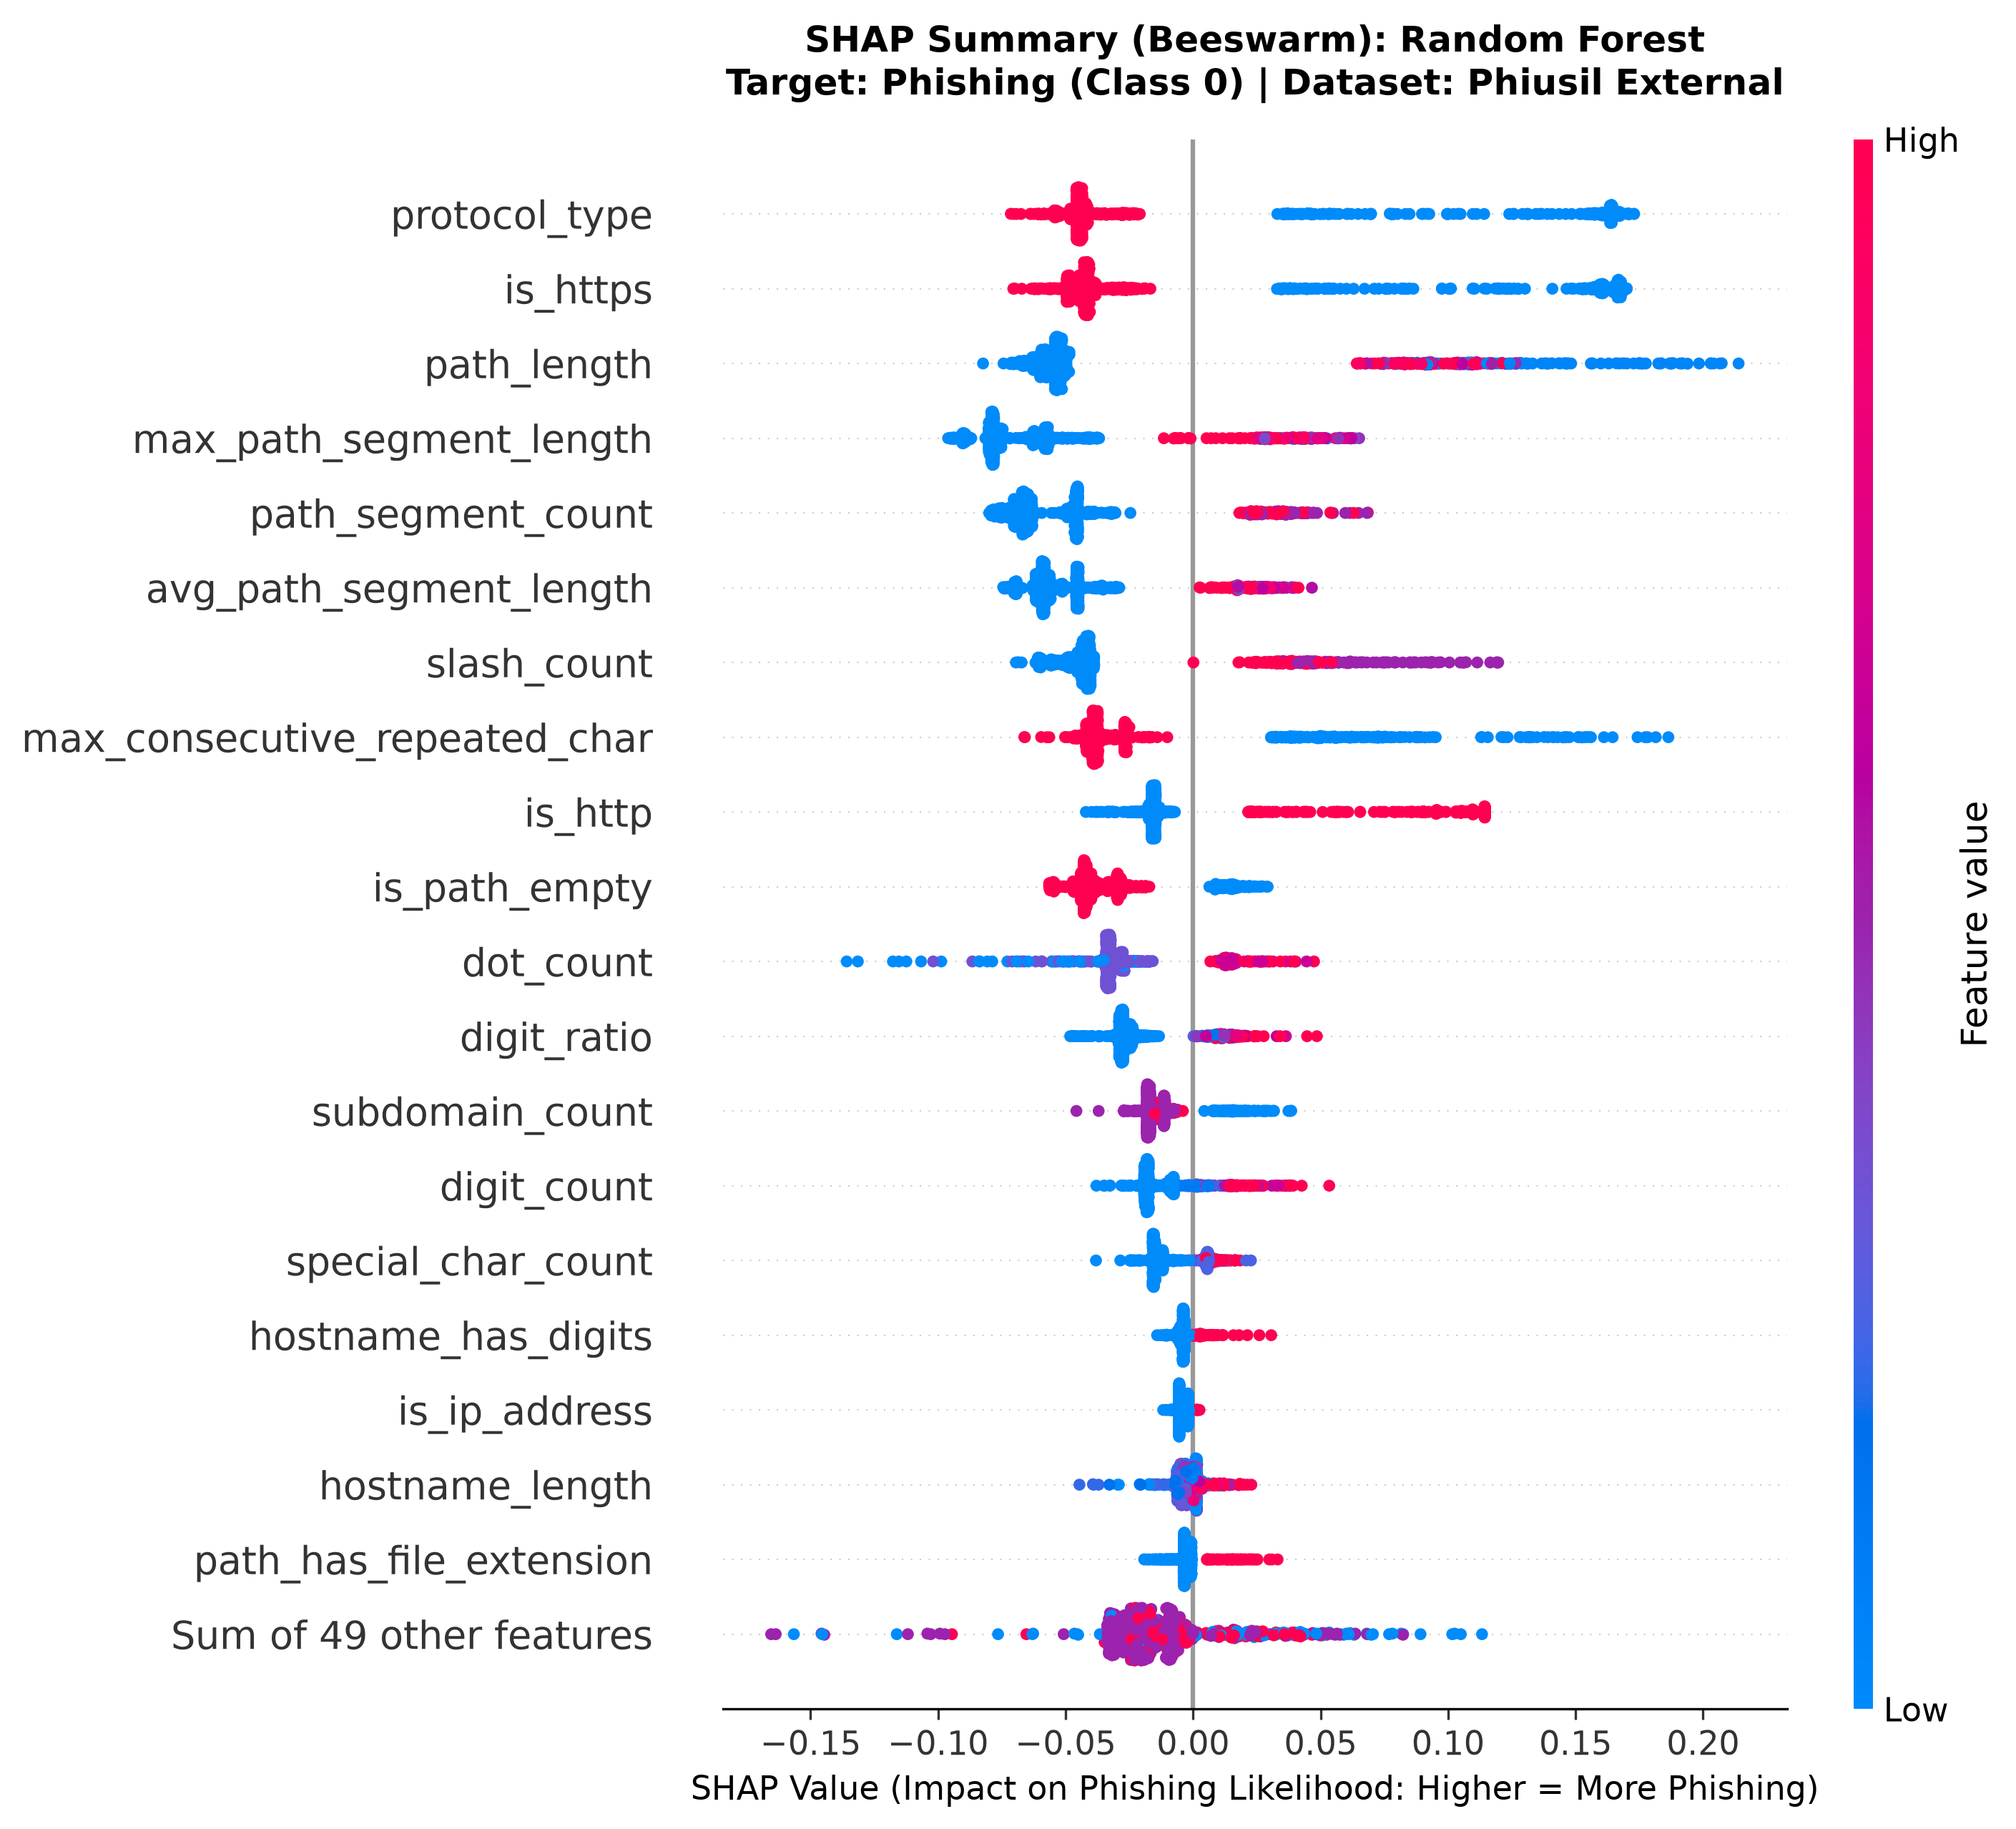 SHAP Summary (Beeswarm): Random Forest
Target: Phishing (Class 0) | Dataset: Phiusil External
High
protocol_type
is_https
path_length
max_path_segment_length
path_segment_count
avg_path_segment_length
slash_count
max_consecutive_repeated_char
is_http
is_path_empty
dot_count
digit_ratio
subdomain_count
digit_count
special_char_count
hostname_has_digits
is_ip_address
hostname_length
path_has_file_extension
Sum of 49 other features
Feature value
Low
−0.15 −0.10 −0.05 0.00 0.05 0.10 0.15 0.20
SHAP Value (Impact on Phishing Likelihood: Higher = More Phishing)